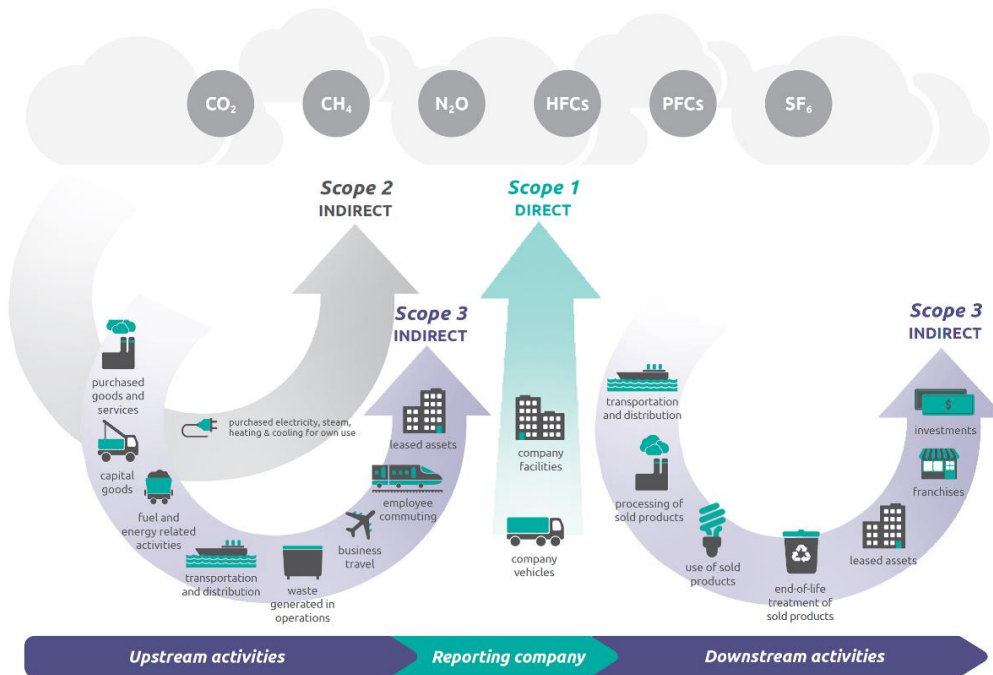 CO₂
CH₄
N₂O
HFCs
PFCs
SF₆
Scope 2
INDIRECT
Scope 1
DIRECT
Scope 3
INDIRECT
Scope 3
INDIRECT
purchased
goods and
services
capital
goods
fuel and
energy related
activities
purchased electricity, steam,
heating & cooling for own use
transportation
and distribution
waste
generated in
operations
business
travel
employee
commuting
leased assets
company
facilities
company
vehicles
transportation
and distribution
processing of
sold products
use of sold
products
end-of-life
treatment of
sold products
leased assets
franchises
$
investments
Upstream activities
Reporting company
Downstream activities